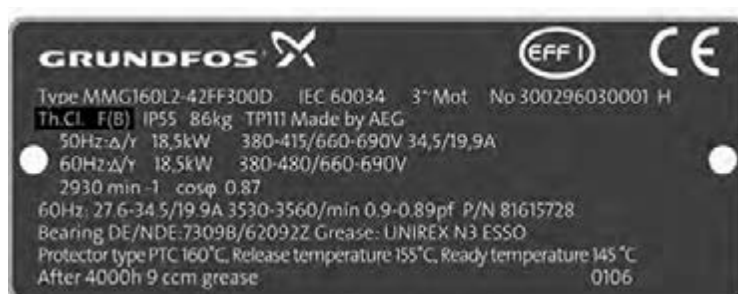 GRUNDFOS X EFF 1 CE
Type MMG160L2-42FF300D IEC 60034 3~Mot No 300296030001 H
Th.Cl. F(B) IP55 86kg TP111 Made by AEG
50Hz:Δ/Y 18,5kW 380-415/660-690V 34,5/19,9A
60Hz:Δ/Y 18,5kW 380-480/660-690V
2930 min -1 cosφ 0.87
60Hz: 27.6-34.5/19.9A 3530-3560/min 0.9-0.89pf P/N 81615728
Bearing DE/NDE:7309B/62092Z Grease: UNIREX N3 ESSO
Protector type PTC 160°C, Release temperature 155°C, Ready temperature 145 °C
After 4000h 9 ccm grease 0106